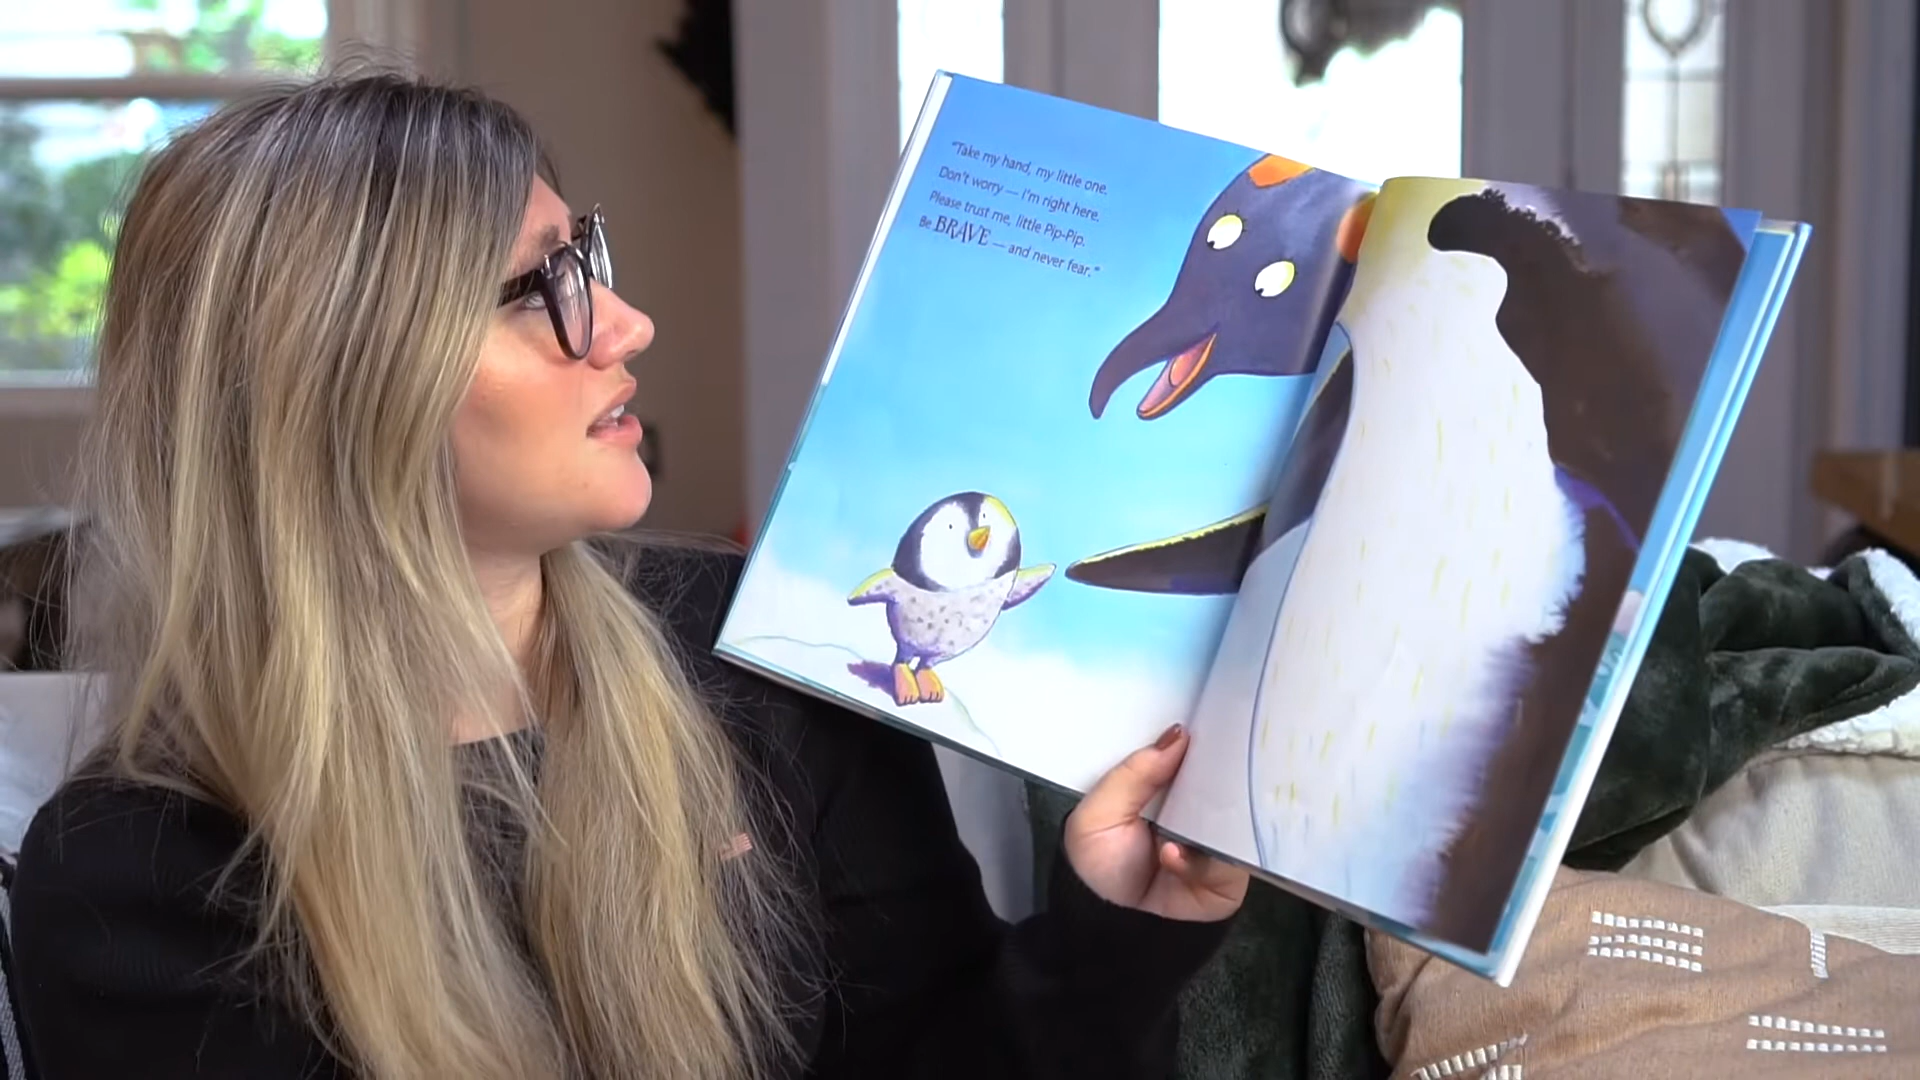 "Take my hand, my little one.
Don't worry — I'm right here.
Please trust me, little Pip-Pip.
Be BRAVE — and never fear."